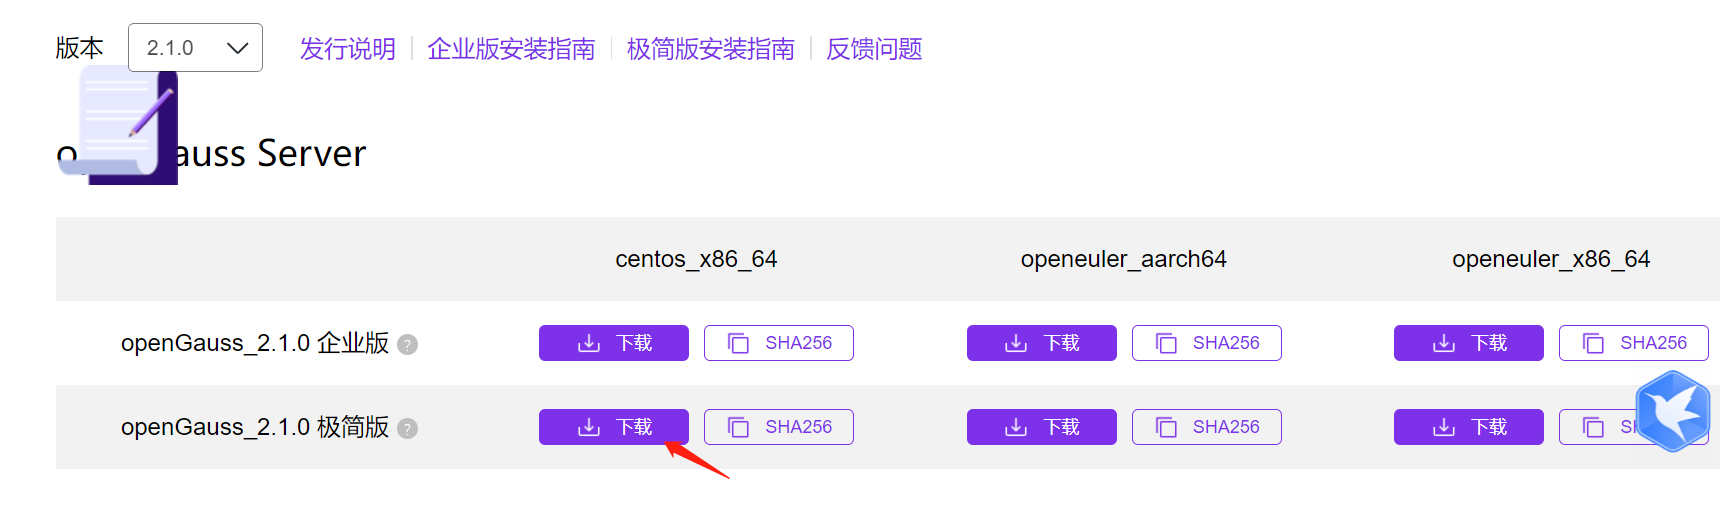 版本 2.1.0 发行说明 企业版安装指南 极简版安装指南 反馈问题
auss Server
centos_x86_64 openeuler_aarch64 openeuler_x86_64
openGauss_2.1.0 企业版 ? 下载 SHA256 下载 SHA256 下载 SHA256
openGauss_2.1.0 极简版 ? 下载 SHA256 下载 SHA256 下载